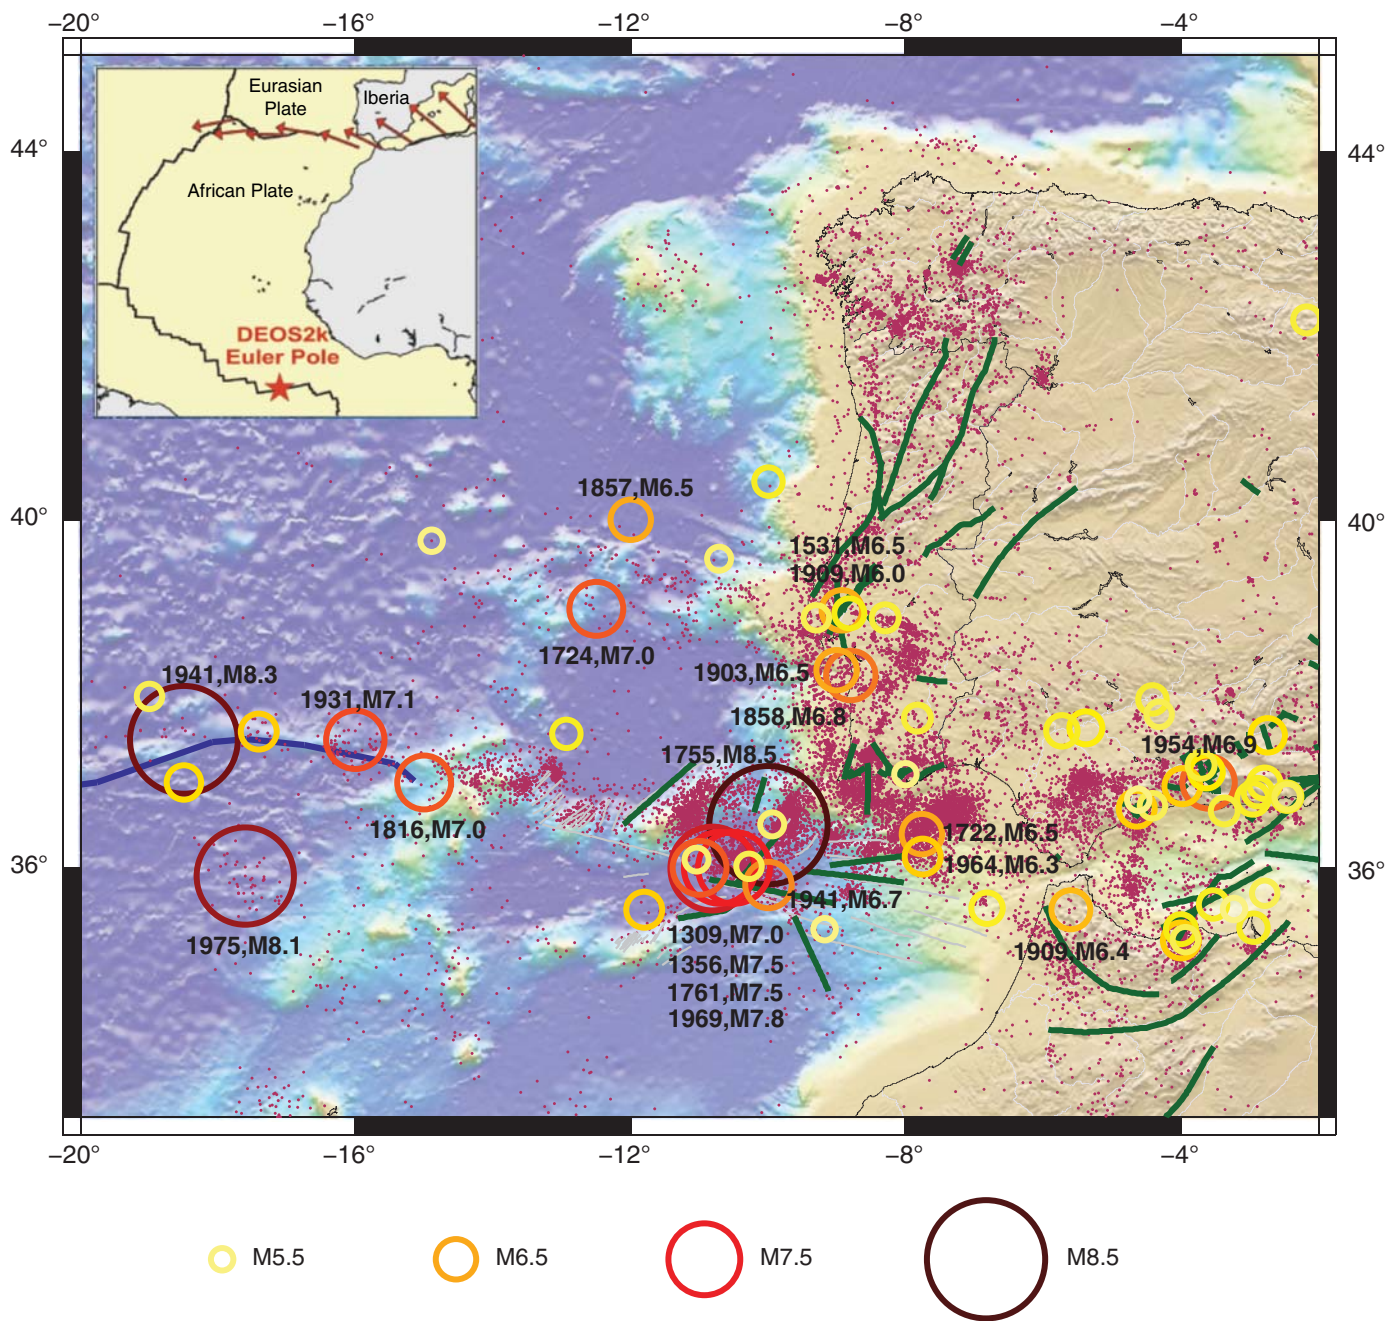 −20°
−16°
−12°
−8°
−4°
Eurasian
Plate
Iberia
African Plate
DEOS2k
Euler Pole
44°
44°
40°
40°
36°
36°
1857,M6.5
1531,M6.5
1909,M6.0
1724,M7.0
1903,M6.5
1858,M6.8
1941,M8.3
1931,M7.1
1755,M8.5
1954,M6.9
1816,M7.0
1722,M6.5
1964,M6.3
1941,M6.7
1975,M8.1
1309,M7.0
1356,M7.5
1761,M7.5
1969,M7.8
1909,M6.4
−20°
−16°
−12°
−8°
−4°
M5.5
M6.5
M7.5
M8.5